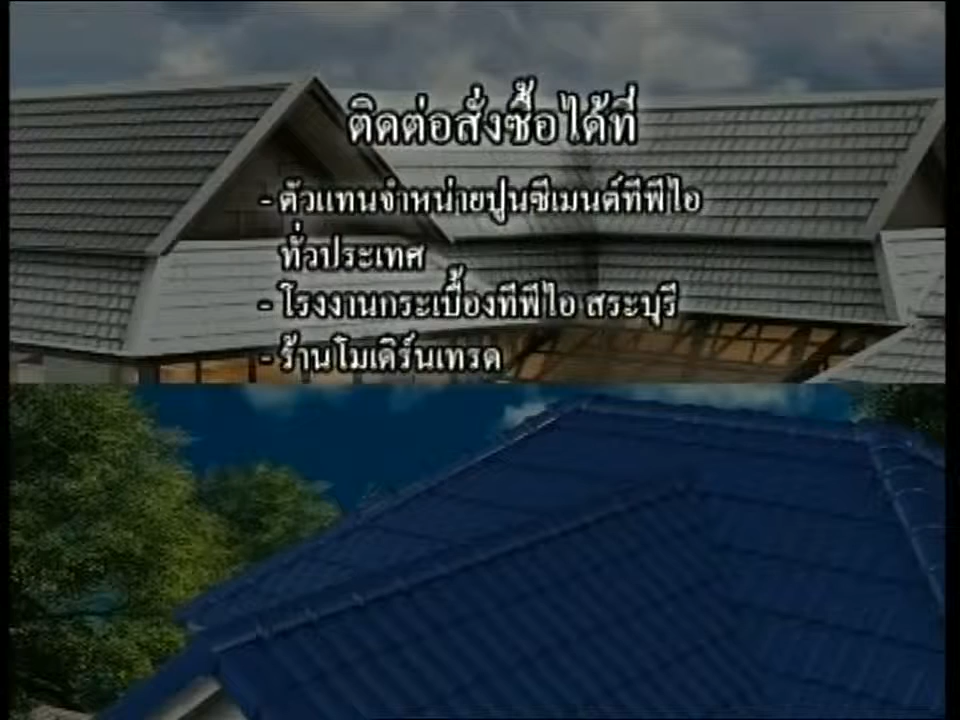 ติดต่อสั่งซื้อได้ที่
- ตัวแทนจำหน่ายปูนซีเมนต์ทีพีไอ
ทั่วประเทศ
- โรงงานกระเบื้องทีพีไอ สระบุรี
- ร้านโมเดิร์นเทรด